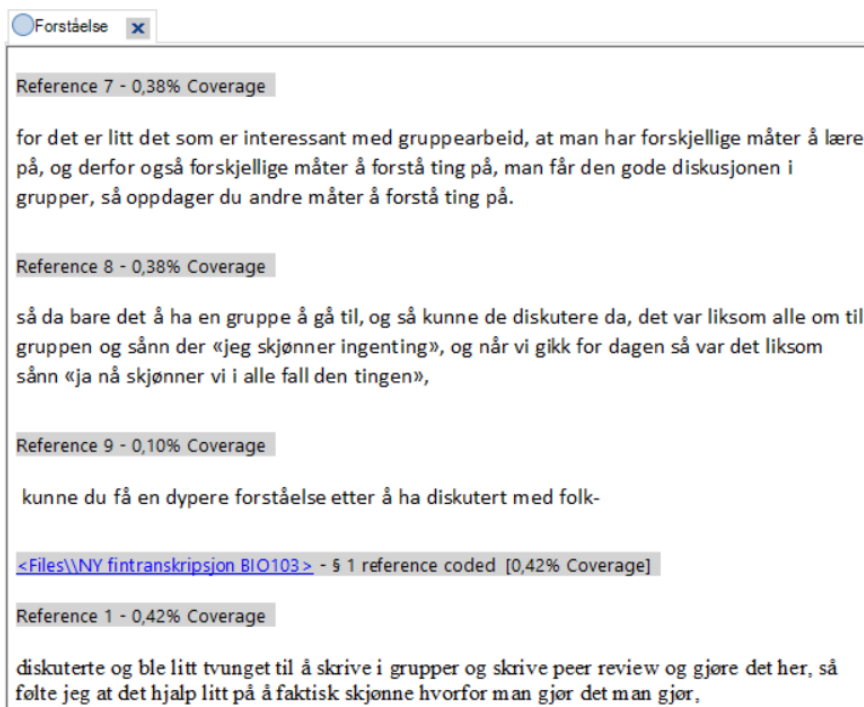 Forståelse x
Reference 7 - 0,38% Coverage
for det er litt det som er interessant med gruppearbeid, at man har forskjellige måter å lære
på, og derfor også forskjellige måter å forstå ting på, man får den gode diskusjonen i
grupper, så oppdager du andre måter å forstå ting på.
Reference 8 - 0,38% Coverage
så da bare det å ha en gruppe å gå til, og så kunne de diskutere da, det var liksom alle om til
gruppen og sånn der «jeg skjønner ingenting», og når vi gikk for dagen så var det liksom
sånn «ja nå skjønner vi i alle fall den tingen»,
Reference 9 - 0,10% Coverage
kunne du få en dypere forståelse etter å ha diskutert med folk-
<Files\\NY fintranskripsjon BIO103> - § 1 reference coded [0,42% Coverage]
Reference 1 - 0,42% Coverage
diskuterte og ble litt tvunget til å skrive i grupper og skrive peer review og gjøre det her, så
følte jeg at det hjalp litt på å faktisk skjønne hvorfor man gjør det man gjør,